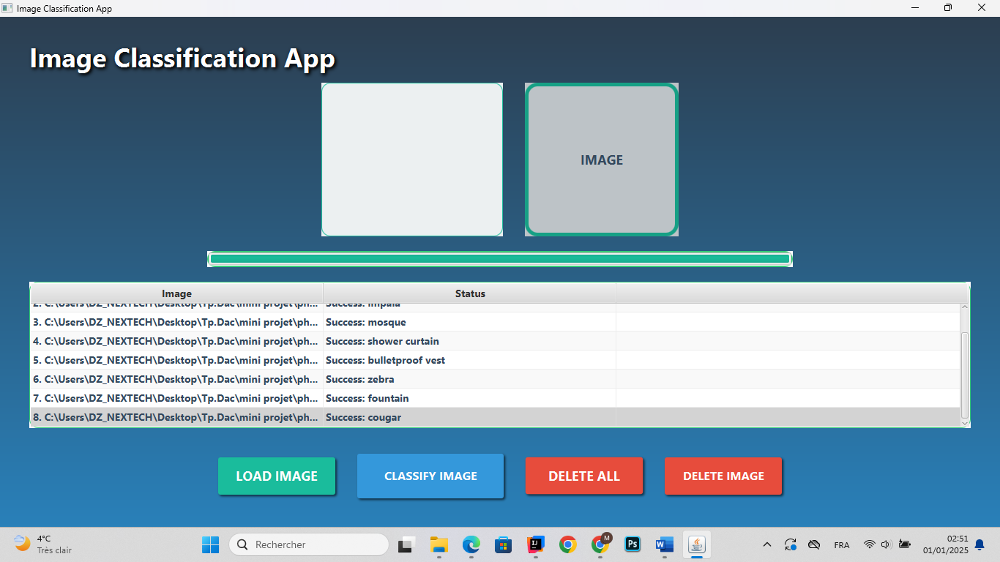 Image Classification App
Image Classification App
IMAGE
Image Status
2. C:\Users\DZ_NEXTECH\Desktop\Tp.Dac\mini projet\ph... Success: impala
3. C:\Users\DZ_NEXTECH\Desktop\Tp.Dac\mini projet\ph... Success: mosque
4. C:\Users\DZ_NEXTECH\Desktop\Tp.Dac\mini projet\ph... Success: shower curtain
5. C:\Users\DZ_NEXTECH\Desktop\Tp.Dac\mini projet\ph... Success: bulletproof vest
6. C:\Users\DZ_NEXTECH\Desktop\Tp.Dac\mini projet\ph... Success: zebra
7. C:\Users\DZ_NEXTECH\Desktop\Tp.Dac\mini projet\ph... Success: fountain
8. C:\Users\DZ_NEXTECH\Desktop\Tp.Dac\mini projet\ph... Success: cougar
LOAD IMAGE CLASSIFY IMAGE DELETE ALL DELETE IMAGE
4°C
Très clair
Rechercher
M
Ps
FRA
02:51
01/01/2025